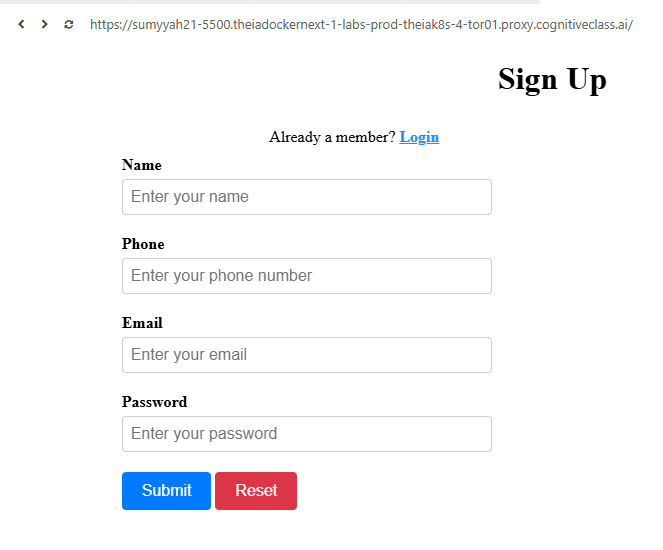 https://sumyyah21-5500.theiadockernext-1-labs-prod-theiak8s-4-tor01.proxy.cognitiveclass.ai/
Sign Up
Already a member? Login
Name
Enter your name
Phone
Enter your phone number
Email
Enter your email
Password
Enter your password
Submit Reset